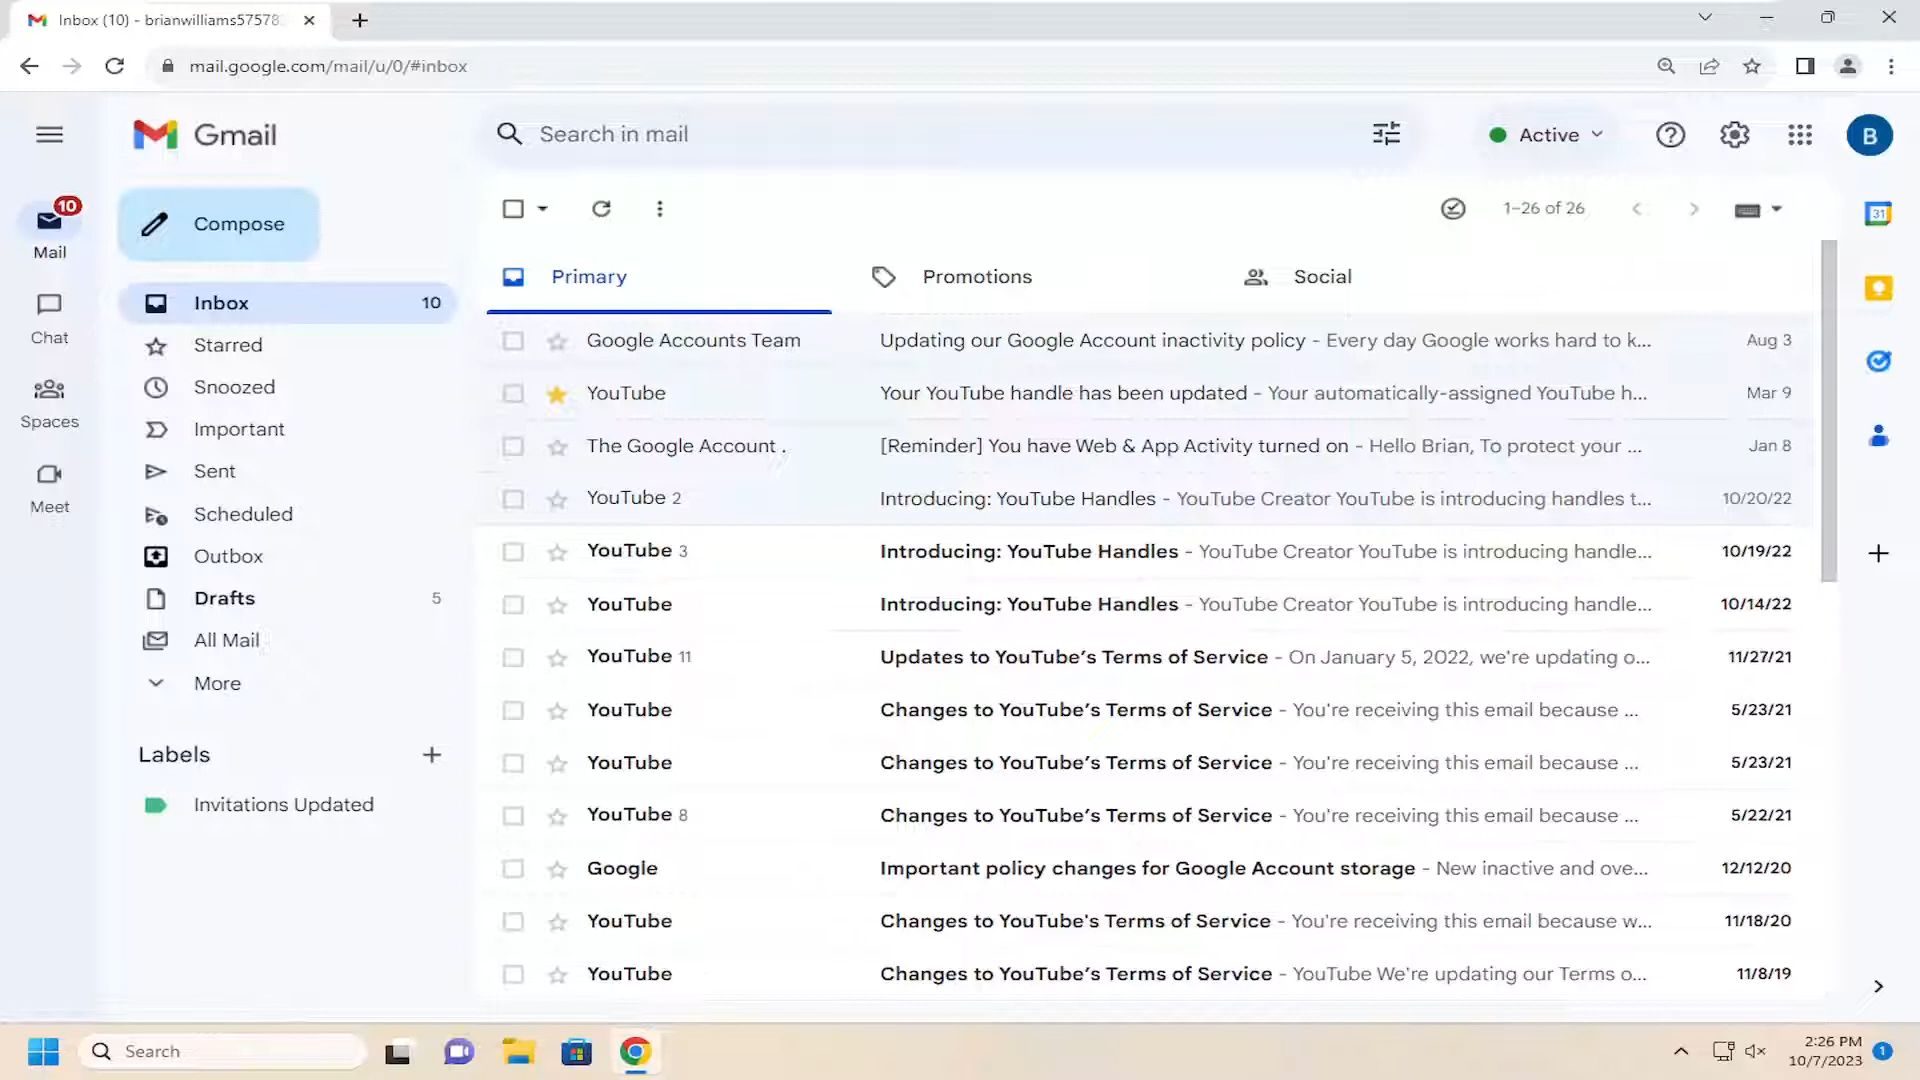 Inbox (10) - brianwilliams57578
mail.google.com/mail/u/0/#inbox
Gmail
Search in mail
Active
B
10
Mail
Chat
Spaces
Meet
Compose
Inbox 10
Starred
Snoozed
Important
Sent
Scheduled
Outbox
Drafts 5
All Mail
More
Labels
Invitations Updated
1–26 of 26
Primary Promotions Social
Google Accounts Team Updating our Google Account inactivity policy - Every day Google works hard to k... Aug 3
YouTube Your YouTube handle has been updated - Your automatically-assigned YouTube h... Mar 9
The Google Account . [Reminder] You have Web & App Activity turned on - Hello Brian, To protect your ... Jan 8
YouTube 2 Introducing: YouTube Handles - YouTube Creator YouTube is introducing handles t... 10/20/22
YouTube 3 Introducing: YouTube Handles - YouTube Creator YouTube is introducing handle... 10/19/22
YouTube Introducing: YouTube Handles - YouTube Creator YouTube is introducing handle... 10/14/22
YouTube 11 Updates to YouTube’s Terms of Service - On January 5, 2022, we're updating o... 11/27/21
YouTube Changes to YouTube’s Terms of Service - You're receiving this email because ... 5/23/21
YouTube Changes to YouTube’s Terms of Service - You're receiving this email because ... 5/23/21
YouTube 8 Changes to YouTube’s Terms of Service - You're receiving this email because ... 5/22/21
Google Important policy changes for Google Account storage - New inactive and ove... 12/12/20
YouTube Changes to YouTube's Terms of Service - You're receiving this email because w... 11/18/20
YouTube Changes to YouTube’s Terms of Service - YouTube We're updating our Terms o... 11/8/19
31
Search
2:26 PM
10/7/2023
1